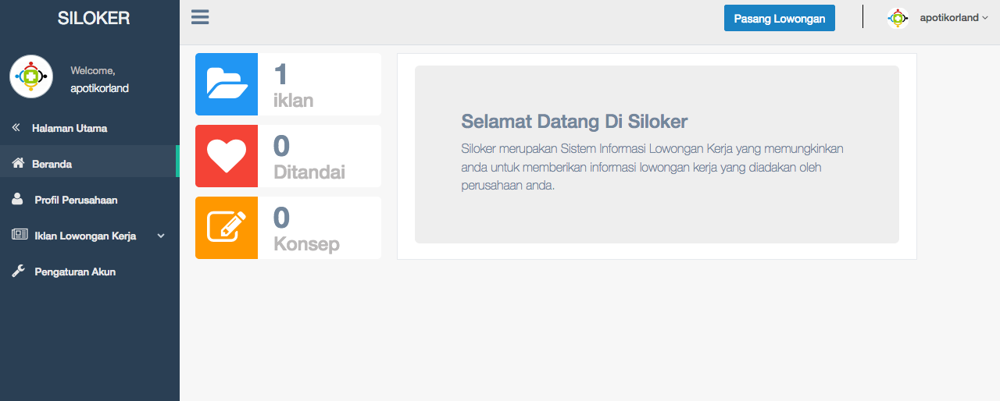 SILOKER
Pasang Lowongan
apotikorland
Welcome,
apotikorland
Halaman Utama
Beranda
Profil Perusahaan
Iklan Lowongan Kerja
Pengaturan Akun
1
iklan
0
Ditandai
0
Konsep
Selamat Datang Di Siloker
Siloker merupakan Sistem Informasi Lowongan Kerja yang memungkinkan
anda untuk memberikan informasi lowongan kerja yang diadakan oleh
perusahaan anda.